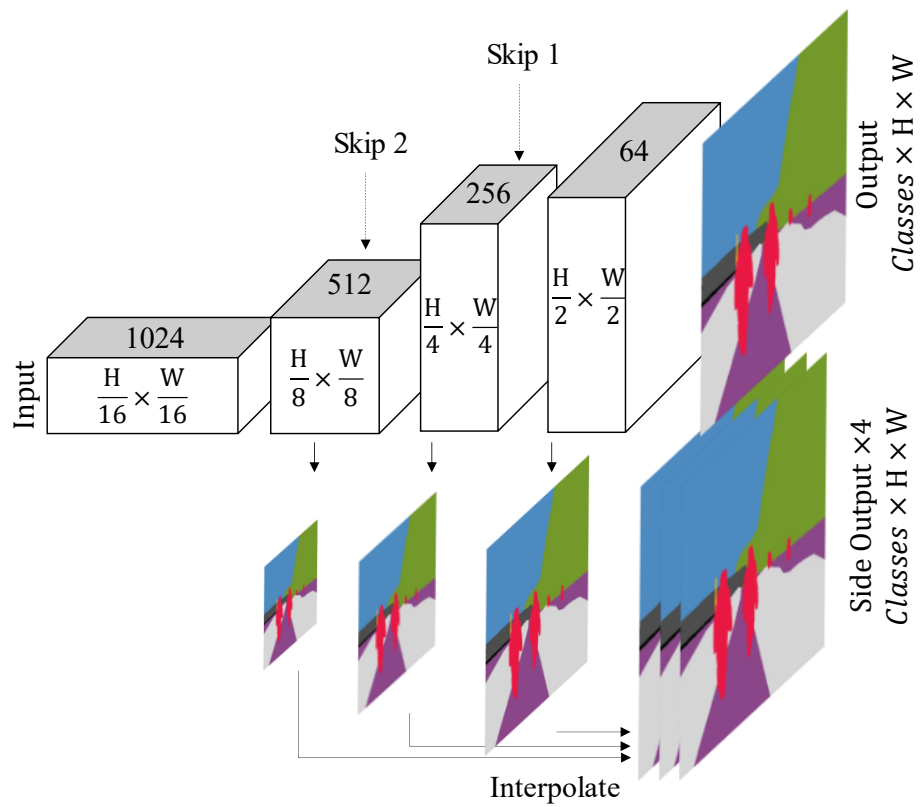 Skip 1
Skip 2
64
256
512
1024
H/16 × W/16
H/8 × W/8
H/4 × W/4
H/2 × W/2
Input
Output
Classes × H × W
Side Output ×4
Classes × H × W
Interpolate